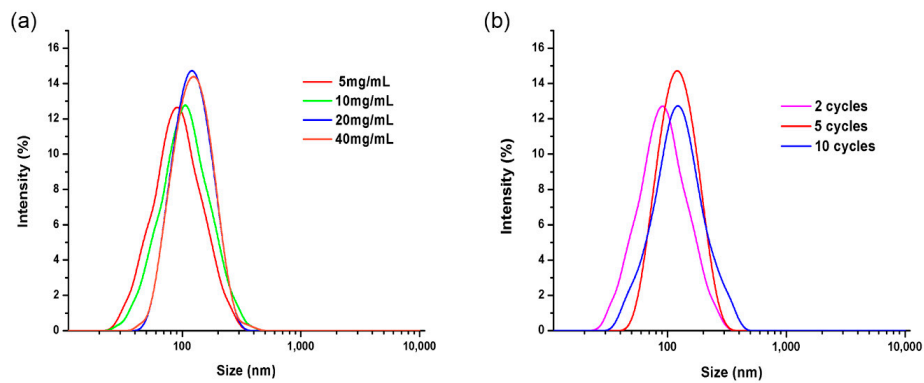 (a)
16
14
12
10
8
6
4
2
0
Intensity (%)
5mg/mL
10mg/mL
20mg/mL
40mg/mL
100
1,000
10,000
Size (nm)
(b)
16
14
12
10
8
6
4
2
0
Intensity (%)
2 cycles
5 cycles
10 cycles
100
1,000
10,000
Size (nm)